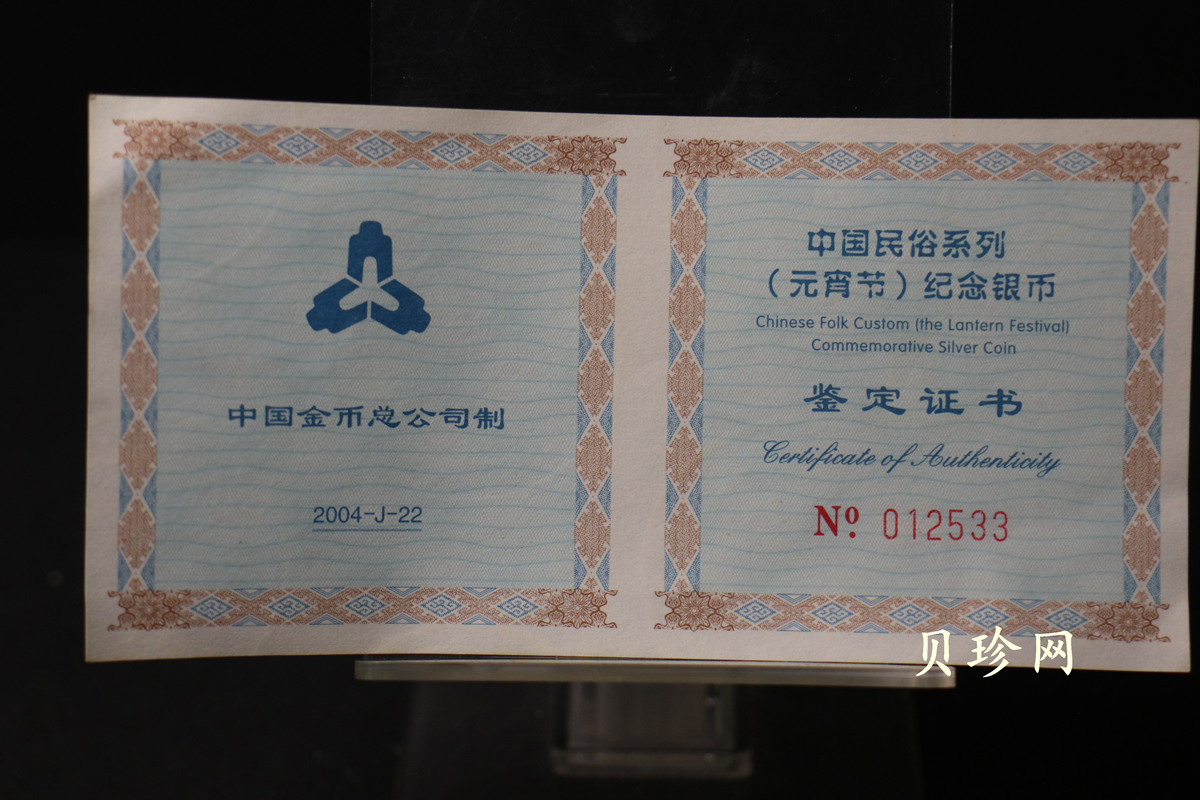 中国金币总公司制
2004-J-22
中国民俗系列
（元宵节）纪念银币
Chinese Folk Custom (the Lantern Festival)
Commemorative Silver Coin
鉴定证书
Certificate of Authenticity
Nº 012533
贝珍网